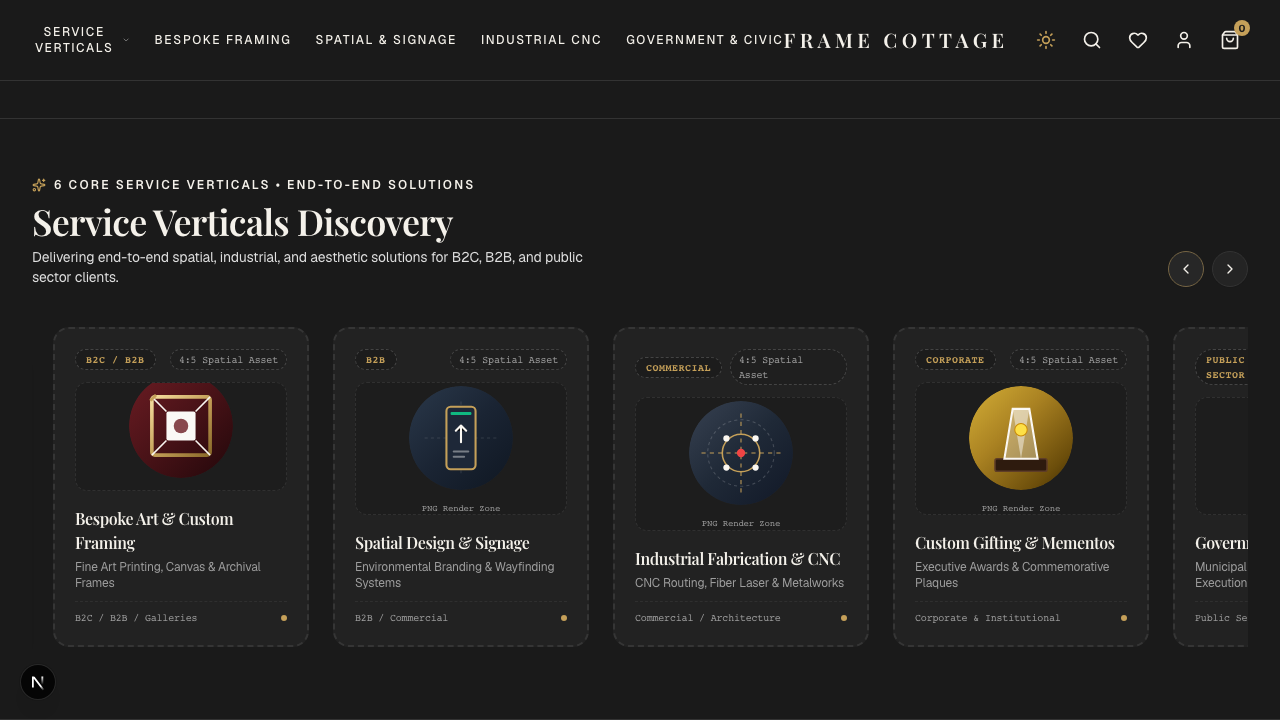 SERVICE
VERTICALS
BESPOKE FRAMING
SPATIAL & SIGNAGE
INDUSTRIAL CNC
GOVERNMENT & CIVIC
FRAME COTTAGE
0
6 CORE SERVICE VERTICALS • END-TO-END SOLUTIONS
Service Verticals Discovery
Delivering end-to-end spatial, industrial, and aesthetic solutions for B2C, B2B, and public
sector clients.
B2C / B2B
4:5 Spatial Asset
Bespoke Art & Custom
Framing
Fine Art Printing, Canvas & Archival
Frames
B2C / B2B / Galleries
B2B
4:5 Spatial Asset
PNG Render Zone
Spatial Design & Signage
Environmental Branding & Wayfinding
Systems
B2B / Commercial
COMMERCIAL
4:5 Spatial
Asset
PNG Render Zone
Industrial Fabrication & CNC
CNC Routing, Fiber Laser & Metalworks
Commercial / Architecture
CORPORATE
4:5 Spatial Asset
PNG Render Zone
Custom Gifting & Mementos
Executive Awards & Commemorative
Plaques
Corporate & Institutional
PUBLIC
SECTOR
Municipal
Execution
Public
N